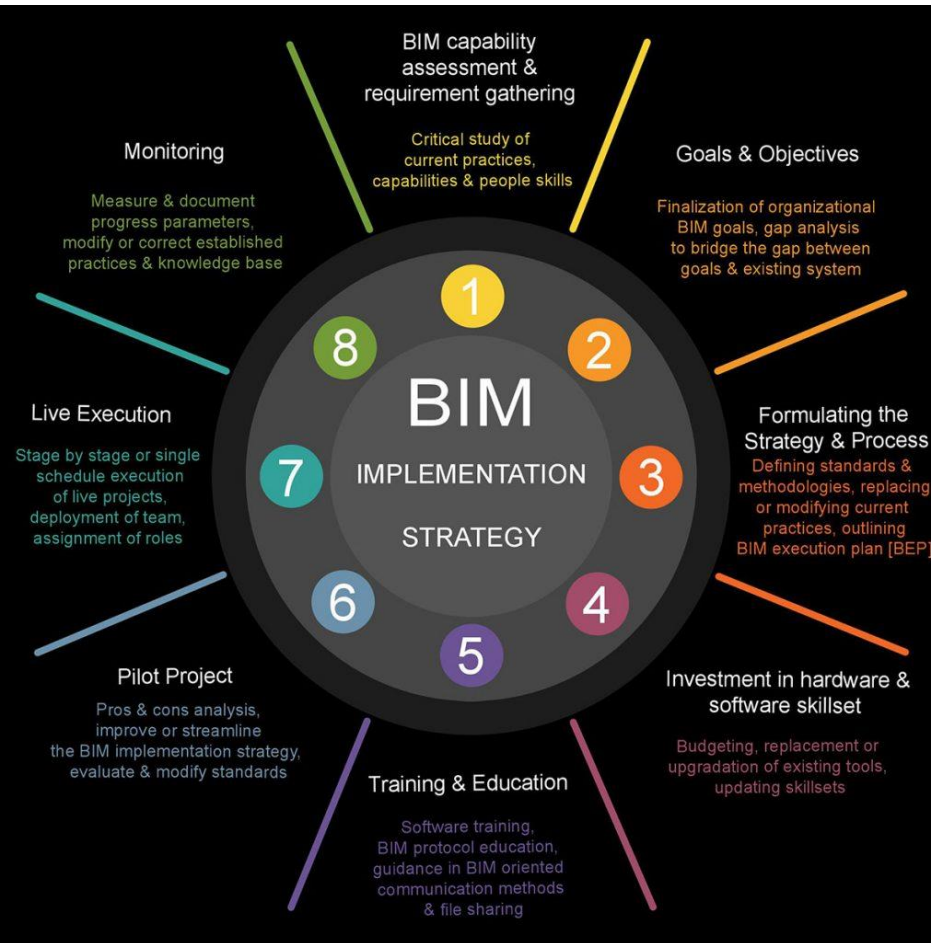 BIM capability
assessment &
requirement gathering
Critical study of
current practices,
capabilities & people skills
Goals & Objectives
Finalization of organizational
BIM goals, gap analysis
to bridge the gap between
goals & existing system
Formulating the
Strategy & Process
Defining standards &
methodologies, replacing
or modifying current
practices, outlining
BIM execution plan [BEP]
Investment in hardware &
software skillset
Budgeting, replacement or
upgradation of existing tools,
updating skillsets
Training & Education
Software training,
BIM protocol education,
guidance in BIM oriented
communication methods
& file sharing
Pilot Project
Pros & cons analysis,
improve or streamline
the BIM implementation strategy,
evaluate & modify standards
Live Execution
Stage by stage or single
schedule execution
of live projects,
deployment of team,
assignment of roles
Monitoring
Measure & document
progress parameters,
modify or correct established
practices & knowledge base
1
2
3
4
5
6
7
8
BIM
IMPLEMENTATION
STRATEGY